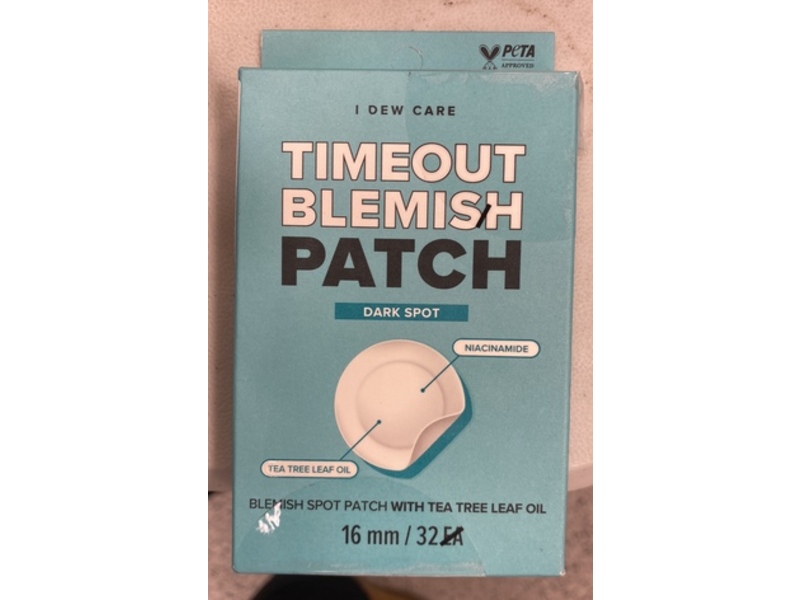 PETA
APPROVED
I DEW CARE
TIMEOUT
BLEMISH
PATCH
DARK SPOT
NIACINAMIDE
TEA TREE LEAF OIL
BLEMISH SPOT PATCH WITH TEA TREE LEAF OIL
16 mm / 32 EA